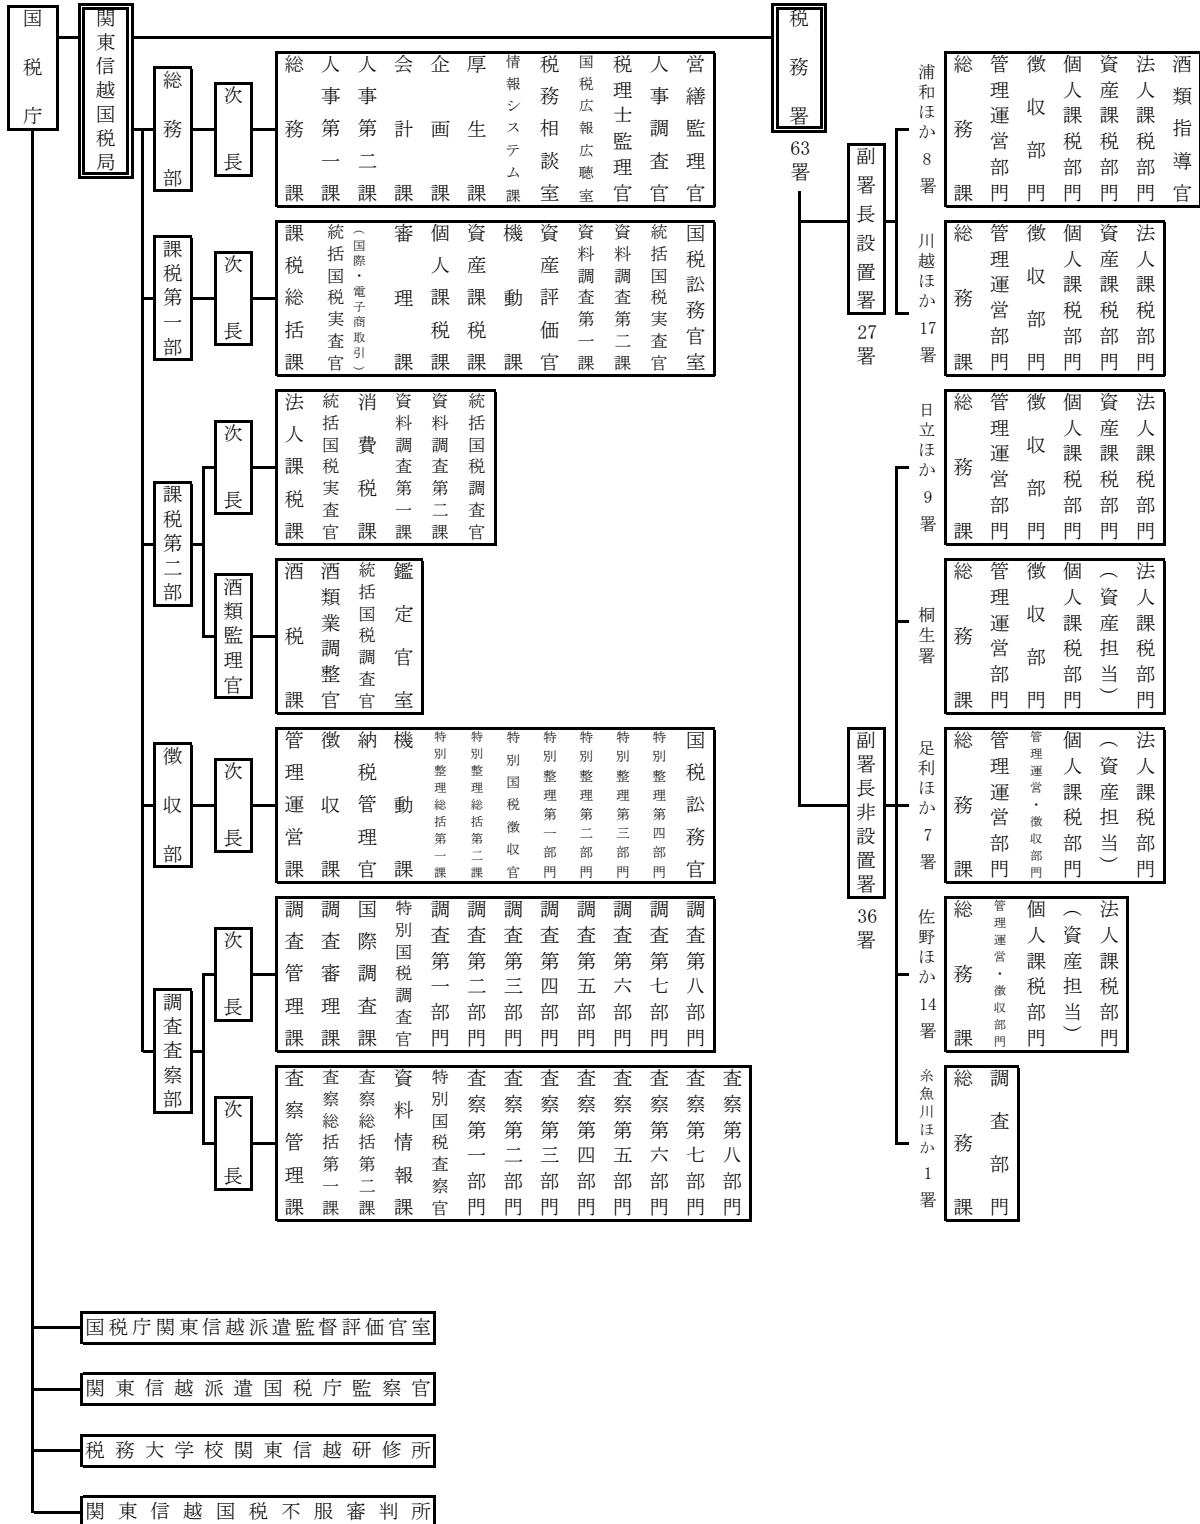 国税庁
関東信越国税局
総務部
次長
総務課
人事第一課
人事第二課
会計課
企画課
厚生課
情報システム課
税務相談室
国税広報広聴室
税理士監理官
人事調査官
営繕監理官
課税第一部
次長
課税総括課
統括国税実査官
（国際・電子商取引）
審理課
個人課税課
資産課税課
機動課
資産評価官
資料調査第一課
資料調査第二課
統括国税実査官
国税訟務官室
課税第二部
次長
法人課税課
統括国税実査官
消費税課
資料調査第一課
資料調査第二課
統括国税調査官
酒類監理官
酒税課
酒類業調整官
統括国税調査官
鑑定官室
徴収部
次長
管理運営課
徴収課
納税管理官
機動課
特別整理総括第一課
特別整理総括第二課
特別国税徴収官
特別整理第一部門
特別整理第二部門
特別整理第三部門
特別整理第四部門
国税訟務官
調査査察部
次長
調査管理課
調査審理課
国際調査課
特別国税調査官
調査第一部門
調査第二部門
調査第三部門
調査第四部門
調査第五部門
調査第六部門
調査第七部門
調査第八部門
次長
査察管理課
査察総括第一課
査察総括第二課
資料情報課
特別国税査察官
査察第一部門
査察第二部門
査察第三部門
査察第四部門
査察第五部門
査察第六部門
査察第七部門
査察第八部門
税務署
63署
副署長設置署
27署
浦和ほか8署
総務課
管理運営部門
徴収部門
個人課税部門
資産課税部門
法人課税部門
酒類指導官
川越ほか17署
総務課
管理運営部門
徴収部門
個人課税部門
資産課税部門
法人課税部門
副署長非設置署
36署
日立ほか9署
総務課
管理運営部門
徴収部門
個人課税部門
資産課税部門
法人課税部門
桐生署
総務課
管理運営部門
徴収部門
個人課税部門
（資産担当）
法人課税部門
足利ほか7署
総務課
管理運営部門
管理運営・徴収部門
個人課税部門
（資産担当）
法人課税部門
佐野ほか14署
総務課
管理運営・徴収部門
個人課税部門
（資産担当）
法人課税部門
糸魚川ほか1署
総務課
調査部門
国税庁関東信越派遣監督評価官室
関東信越派遣国税庁監察官
税務大学校関東信越研修所
関東信越国税不服審判所